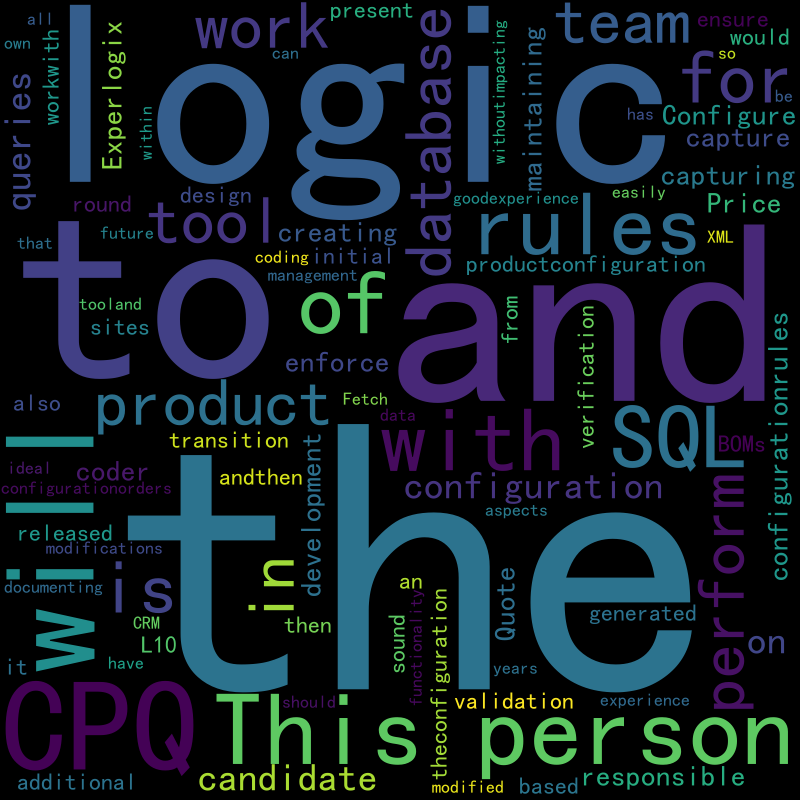 all
present
work
team
ensure
own
can
would
workwith
Experlogix
logic
database
so
for
queries
within
withoutimpacting
maintaining
has
be
Configure
capture
design
goodexperience
easily
capturing
round
tool
rules
Price
that
future
creating
XML
coding
initial
productconfiguration
management
to
and
tooland
of
from
sites
enforce
verification
configurationrules
also
product
Fetch
data
with
SQL
BOMs
transition
ideal
coder
andthen
configuration
configurationorders
development
the
perform
aspects
released
modifications
will
is
in
documenting
an
Quote
generated
CRM
then
sound
functionality
theconfiguration
on
L10
it
have
years
CPQ
This person
should
validation
experience
additional
candidate
modified
based
responsible